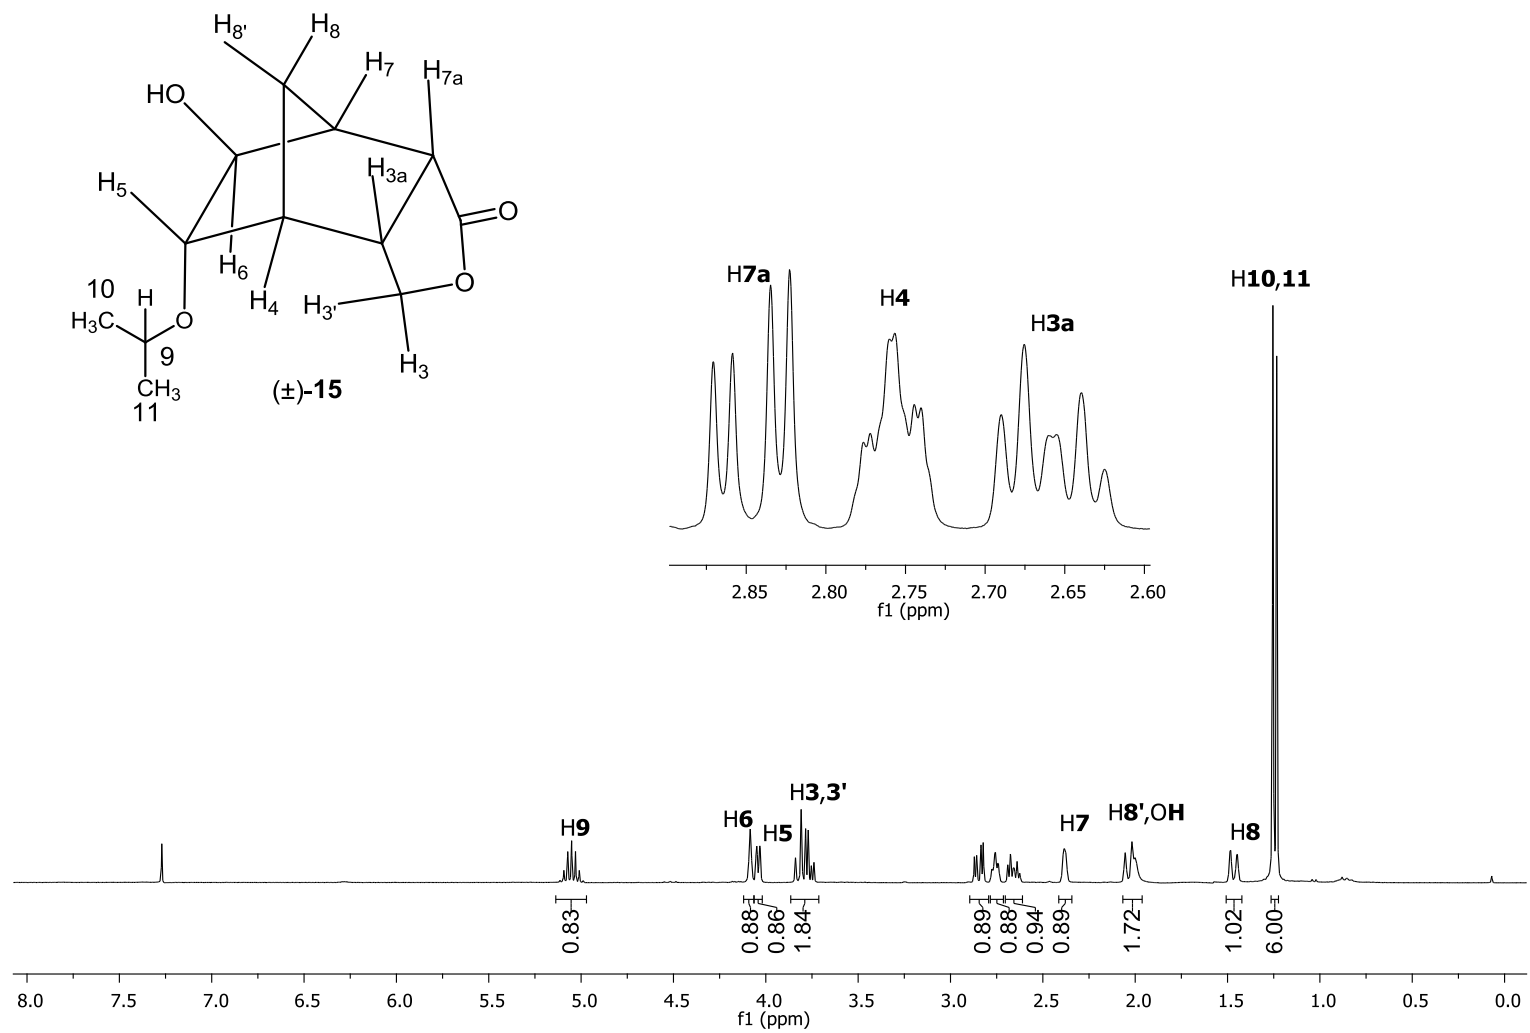 H8' H8
H7
H7a
HO
H3a
H5
O
H6
10 H
H4
H3'
O
H3C
O
9
H3
CH3
(±)-15
11
H7a
H4
H3a
H10,11
2.85 2.80 2.75 2.70 2.65 2.60
f1 (ppm)
H9
H6
H5
H3,3'
H7
H8',OH
H8
0.83
0.88
0.86
1.84
0.89
0.88
0.94
0.89
1.72
1.02
6.00
8.0 7.5 7.0 6.5 6.0 5.5 5.0 4.5 4.0 3.5 3.0 2.5 2.0 1.5 1.0 0.5 0.0
f1 (ppm)